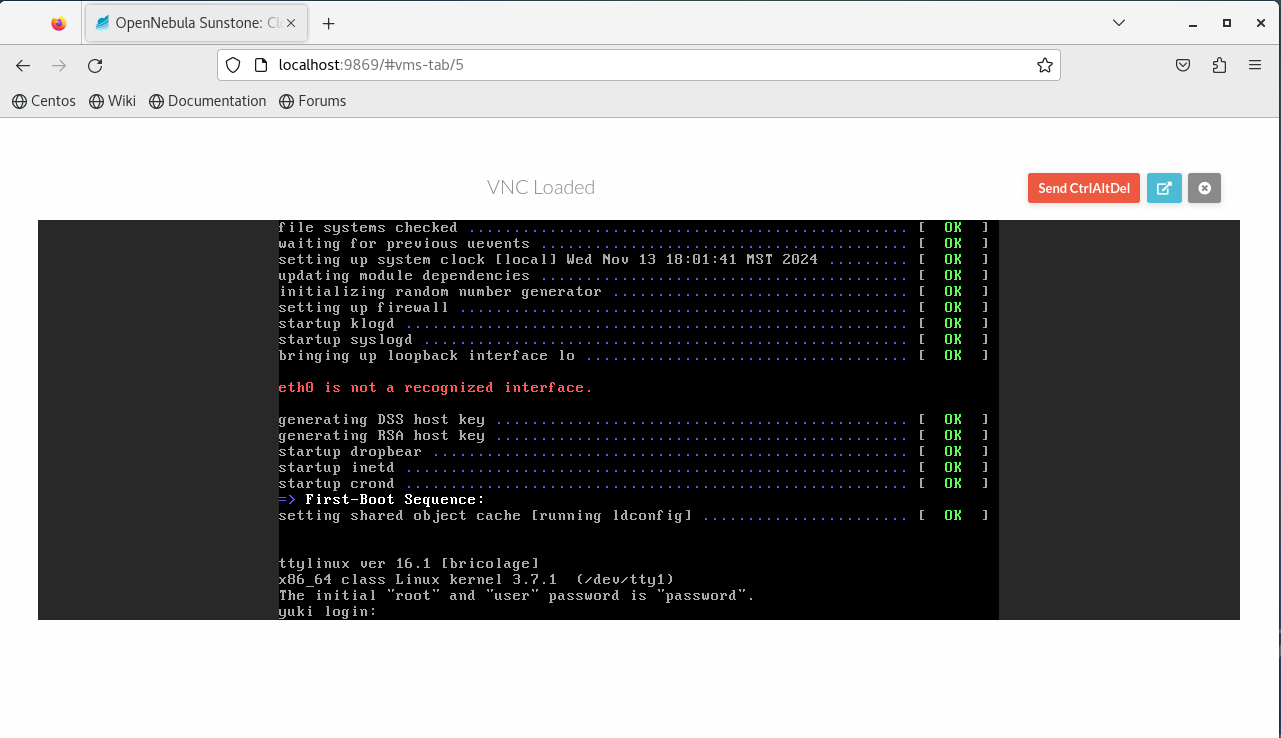 OpenNebula Sunstone: Cl
localhost:9869/#vms-tab/5
Centos Wiki Documentation Forums
VNC Loaded
Send CtrlAltDel
file systems checked ................................................. [ OK ]
waiting for previous uevents ......................................... [ OK ]
setting up system clock [local] Wed Nov 13 18:01:41 MST 2024 ......... [ OK ]
updating module dependencies ......................................... [ OK ]
initializing random number generator ................................. [ OK ]
setting up firewall .................................................. [ OK ]
startup klogd ........................................................ [ OK ]
startup syslogd ...................................................... [ OK ]
bringing up loopback interface lo .................................... [ OK ]
eth0 is not a recognized interface.
generating DSS host key .............................................. [ OK ]
generating RSA host key .............................................. [ OK ]
startup dropbear ..................................................... [ OK ]
startup inetd ........................................................ [ OK ]
startup crond ........................................................ [ OK ]
=> First-Boot Sequence:
setting shared object cache [running ldconfig] ....................... [ OK ]
ttylinux ver 16.1 [bricolage]
x86_64 class Linux kernel 3.7.1 (/dev/tty1)
The initial "root" and "user" password is "password".
yuki login: